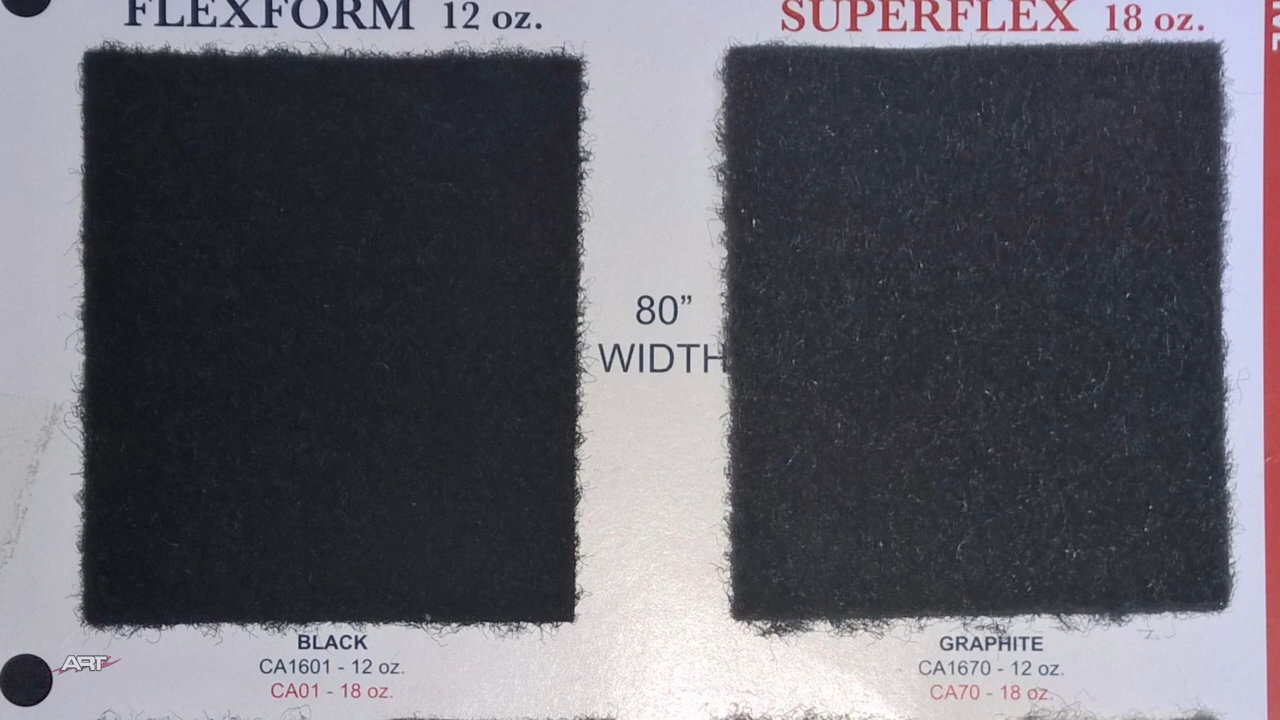 FLEXFORM 12 oz.
SUPERFLEX 18 oz.
80”
WIDTH
BLACK
CA1601 - 12 oz.
CA01 - 18 oz.
GRAPHITE
CA1670 - 12 oz.
CA70 - 18 oz.
ART